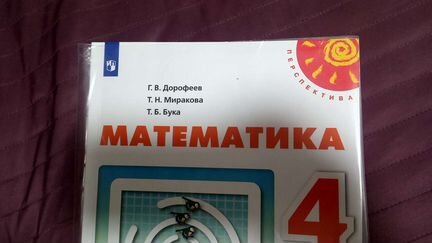 ПЕРСПЕКТИВА
Г. В. Дорофеев
Т. Н. Миракова
Т. Б. Бука
МАТЕМАТИКА
4